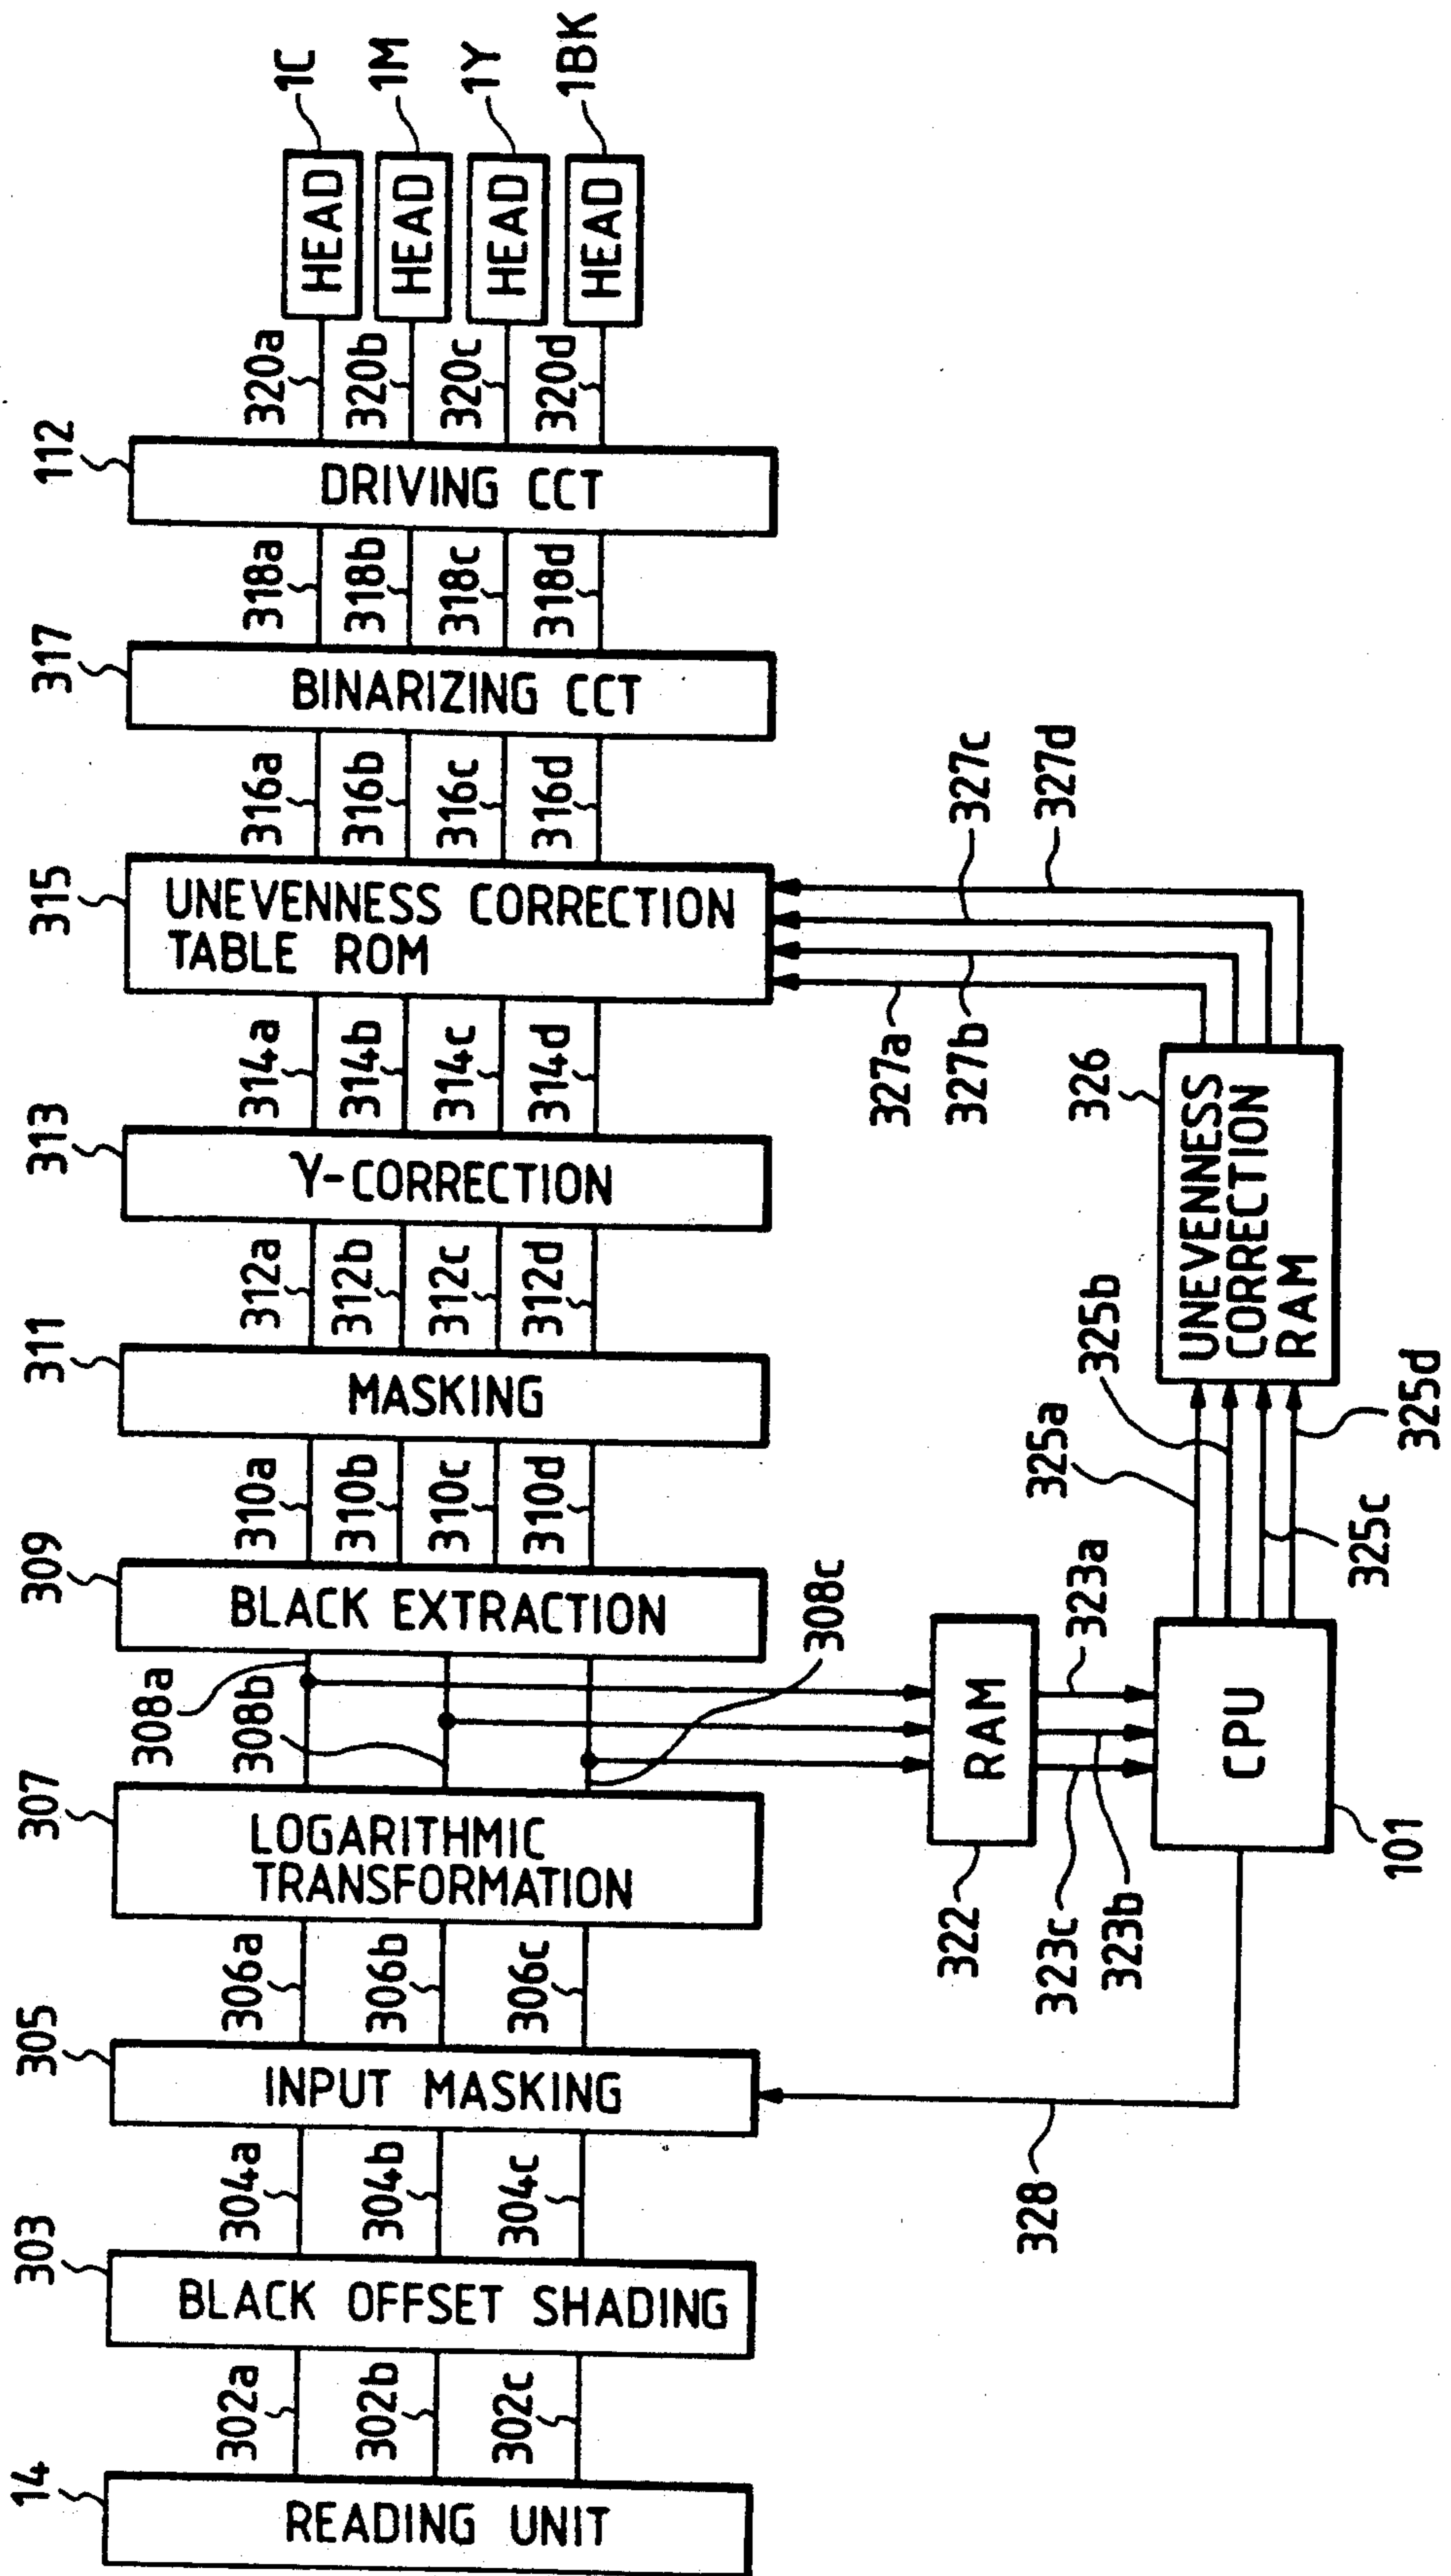 14
READING UNIT
302a
302b
302c
303
BLACK OFFSET SHADING
304a
304b
304c
305
INPUT MASKING
306a
306b
306c
307
LOGARITHMIC
TRANSFORMATION
308a
308b
308c
309
BLACK EXTRACTION
310a
310b
310c
310d
311
MASKING
312a
312b
312c
312d
313
γ-CORRECTION
314a
314b
314c
314d
315
UNEVENNESS CORRECTION
TABLE ROM
316a
316b
316c
316d
317
BINARIZING CCT
318a
318b
318c
318d
112
DRIVING CCT
320a
320b
320c
320d
HEAD
1C
HEAD
1M
HEAD
1Y
HEAD
1BK
328
322
RAM
323c
323b
323a
CPU
101
325a
325b
325c
325d
326
UNEVENNESS
CORRECTION
RAM
327a
327b
327c
327d